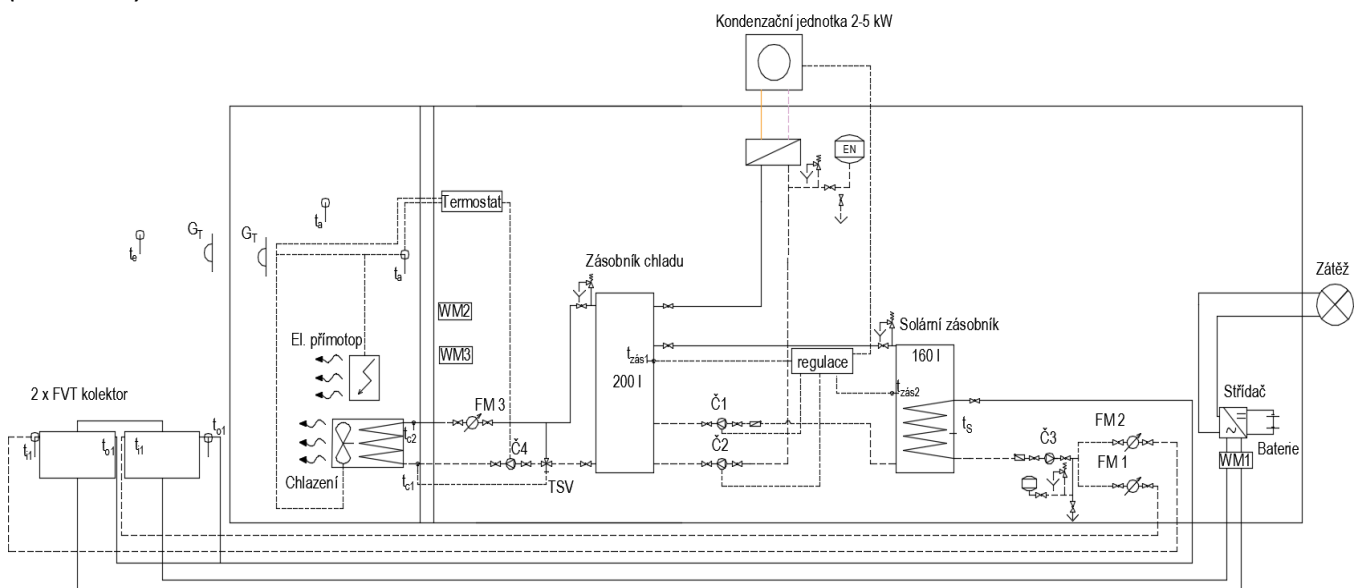 Kondenzační jednotka 2-5 kW
EN
Termostat
ta
GT
GT
te
ta
Zásobník chladu
Zátěž
WM2
Solární zásobník
El. přímotop
WM3
tzás1
regulace
160 l
200 l
tzás2
Střídač
2 x FVT kolektor
FM 3
Č1
tS
FM 2
to1
ti1
to1
ti1
tc2
Č4
Č2
Č3
FM 1
Baterie
WM1
Chlazení
tc1
TSV